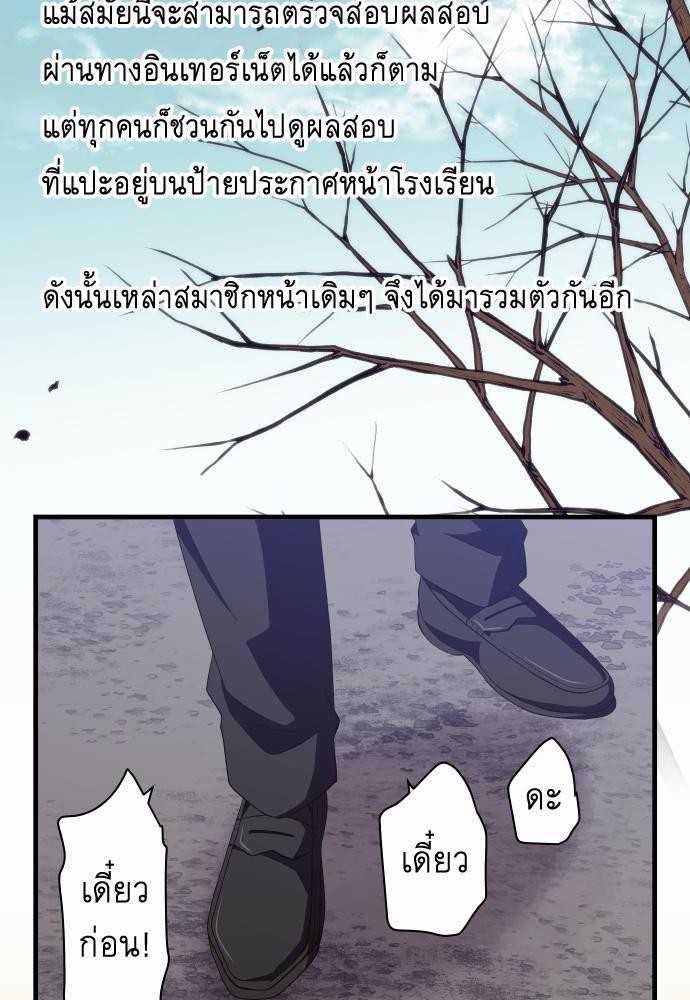 แม้สมัยนี้จะสามารถตรวจสอบผลสอบ
ผ่านทางอินเทอร์เน็ตได้แล้วก็ตาม
แต่ทุกคนก็ชวนกันไปดูผลสอบ
ที่แปะอยู่บนป้ายประกาศหน้าโรงเรียน
ดังนั้นเหล่าสมาชิกหน้าเดิมๆ จึงได้มารวมตัวกันอีก
ดะ
เดี๋ยว
เดี๋ยว
ก่อน!